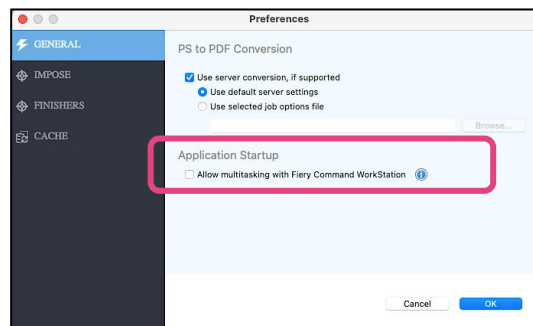 Preferences
GENERAL
IMPOSE
FINISHERS
CACHE
PS to PDF Conversion
Use server conversion, if supported
Use default server settings
Use selected job options file
Browse...
Application Startup
Allow multitasking with Fiery Command WorkStation
Cancel
OK